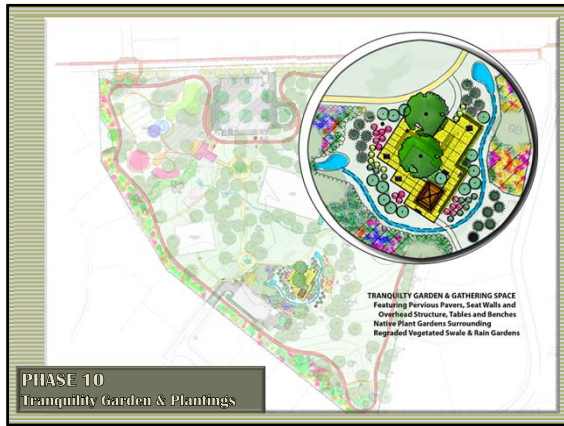 TRANQUILTY GARDEN & GATHERING SPACE
Featuring Pervious Pavers, Seat Walls and
Overhead Structure, Tables and Benches
Native Plant Gardens Surrounding
Regraded Vegetated Swale & Rain Gardens
PHASE 10
Tranquility Garden & Plantings